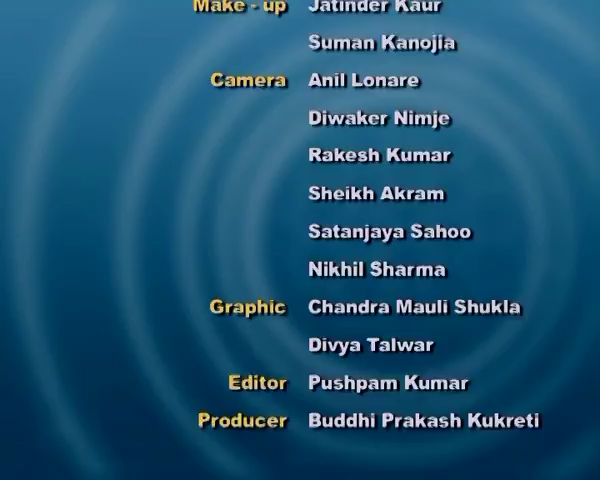 Make - up Jatinder Kaur
Suman Kanojia
Camera Anil Lonare
Diwaker Nimje
Rakesh Kumar
Sheikh Akram
Satanjaya Sahoo
Nikhil Sharma
Graphic Chandra Mauli Shukla
Divya Talwar
Editor Pushpam Kumar
Producer Buddhi Prakash Kukreti